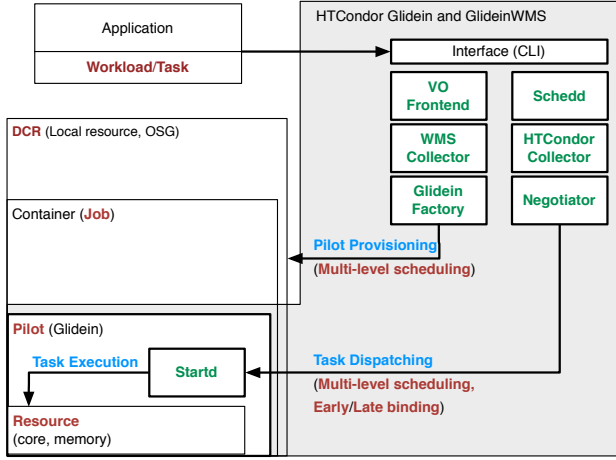 HTCondor Glidein and GlideinWMS
Application
Workload/Task
Interface (CLI)
VO
Frontend
Schedd
WMS
Collector
HTCondor
Collector
Glidein
Factory
Negotiator
DCR (Local resource, OSG)
Container (Job)
Pilot Provisioning
(Multi-level scheduling)
Pilot (Glidein)
Task Execution
Startd
Task Dispatching
(Multi-level scheduling,
Early/Late binding)
Resource
(core, memory)